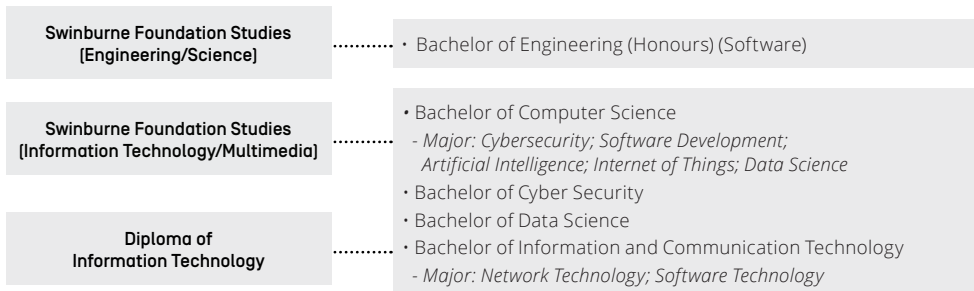 Swinburne Foundation Studies
(Engineering/Science)
• Bachelor of Engineering (Honours) (Software)
Swinburne Foundation Studies
(Information Technology/Multimedia)
• Bachelor of Computer Science
- Major: Cybersecurity; Software Development;
Artificial Intelligence; Internet of Things; Data Science
• Bachelor of Cyber Security
• Bachelor of Data Science
Diploma of
Information Technology
• Bachelor of Information and Communication Technology
- Major: Network Technology; Software Technology